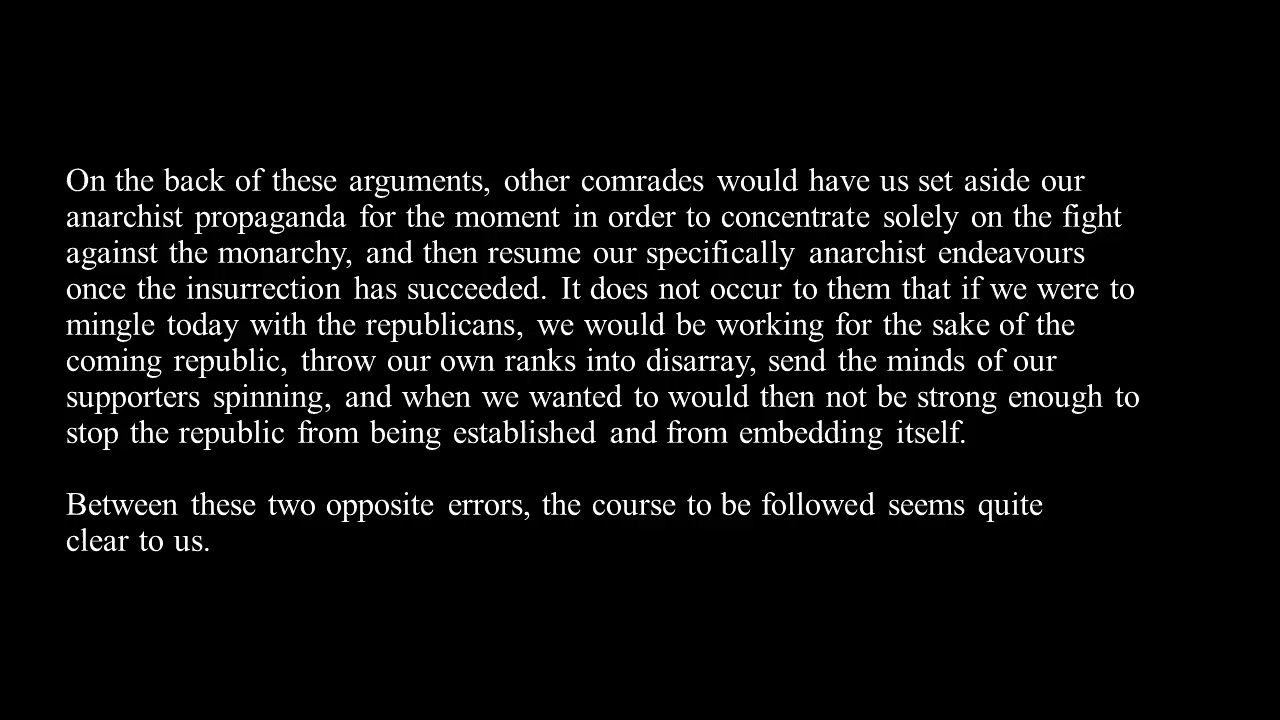 On the back of these arguments, other comrades would have us set aside our
anarchist propaganda for the moment in order to concentrate solely on the fight
against the monarchy, and then resume our specifically anarchist endeavours
once the insurrection has succeeded. It does not occur to them that if we were to
mingle today with the republicans, we would be working for the sake of the
coming republic, throw our own ranks into disarray, send the minds of our
supporters spinning, and when we wanted to would then not be strong enough to
stop the republic from being established and from embedding itself.
Between these two opposite errors, the course to be followed seems quite
clear to us.